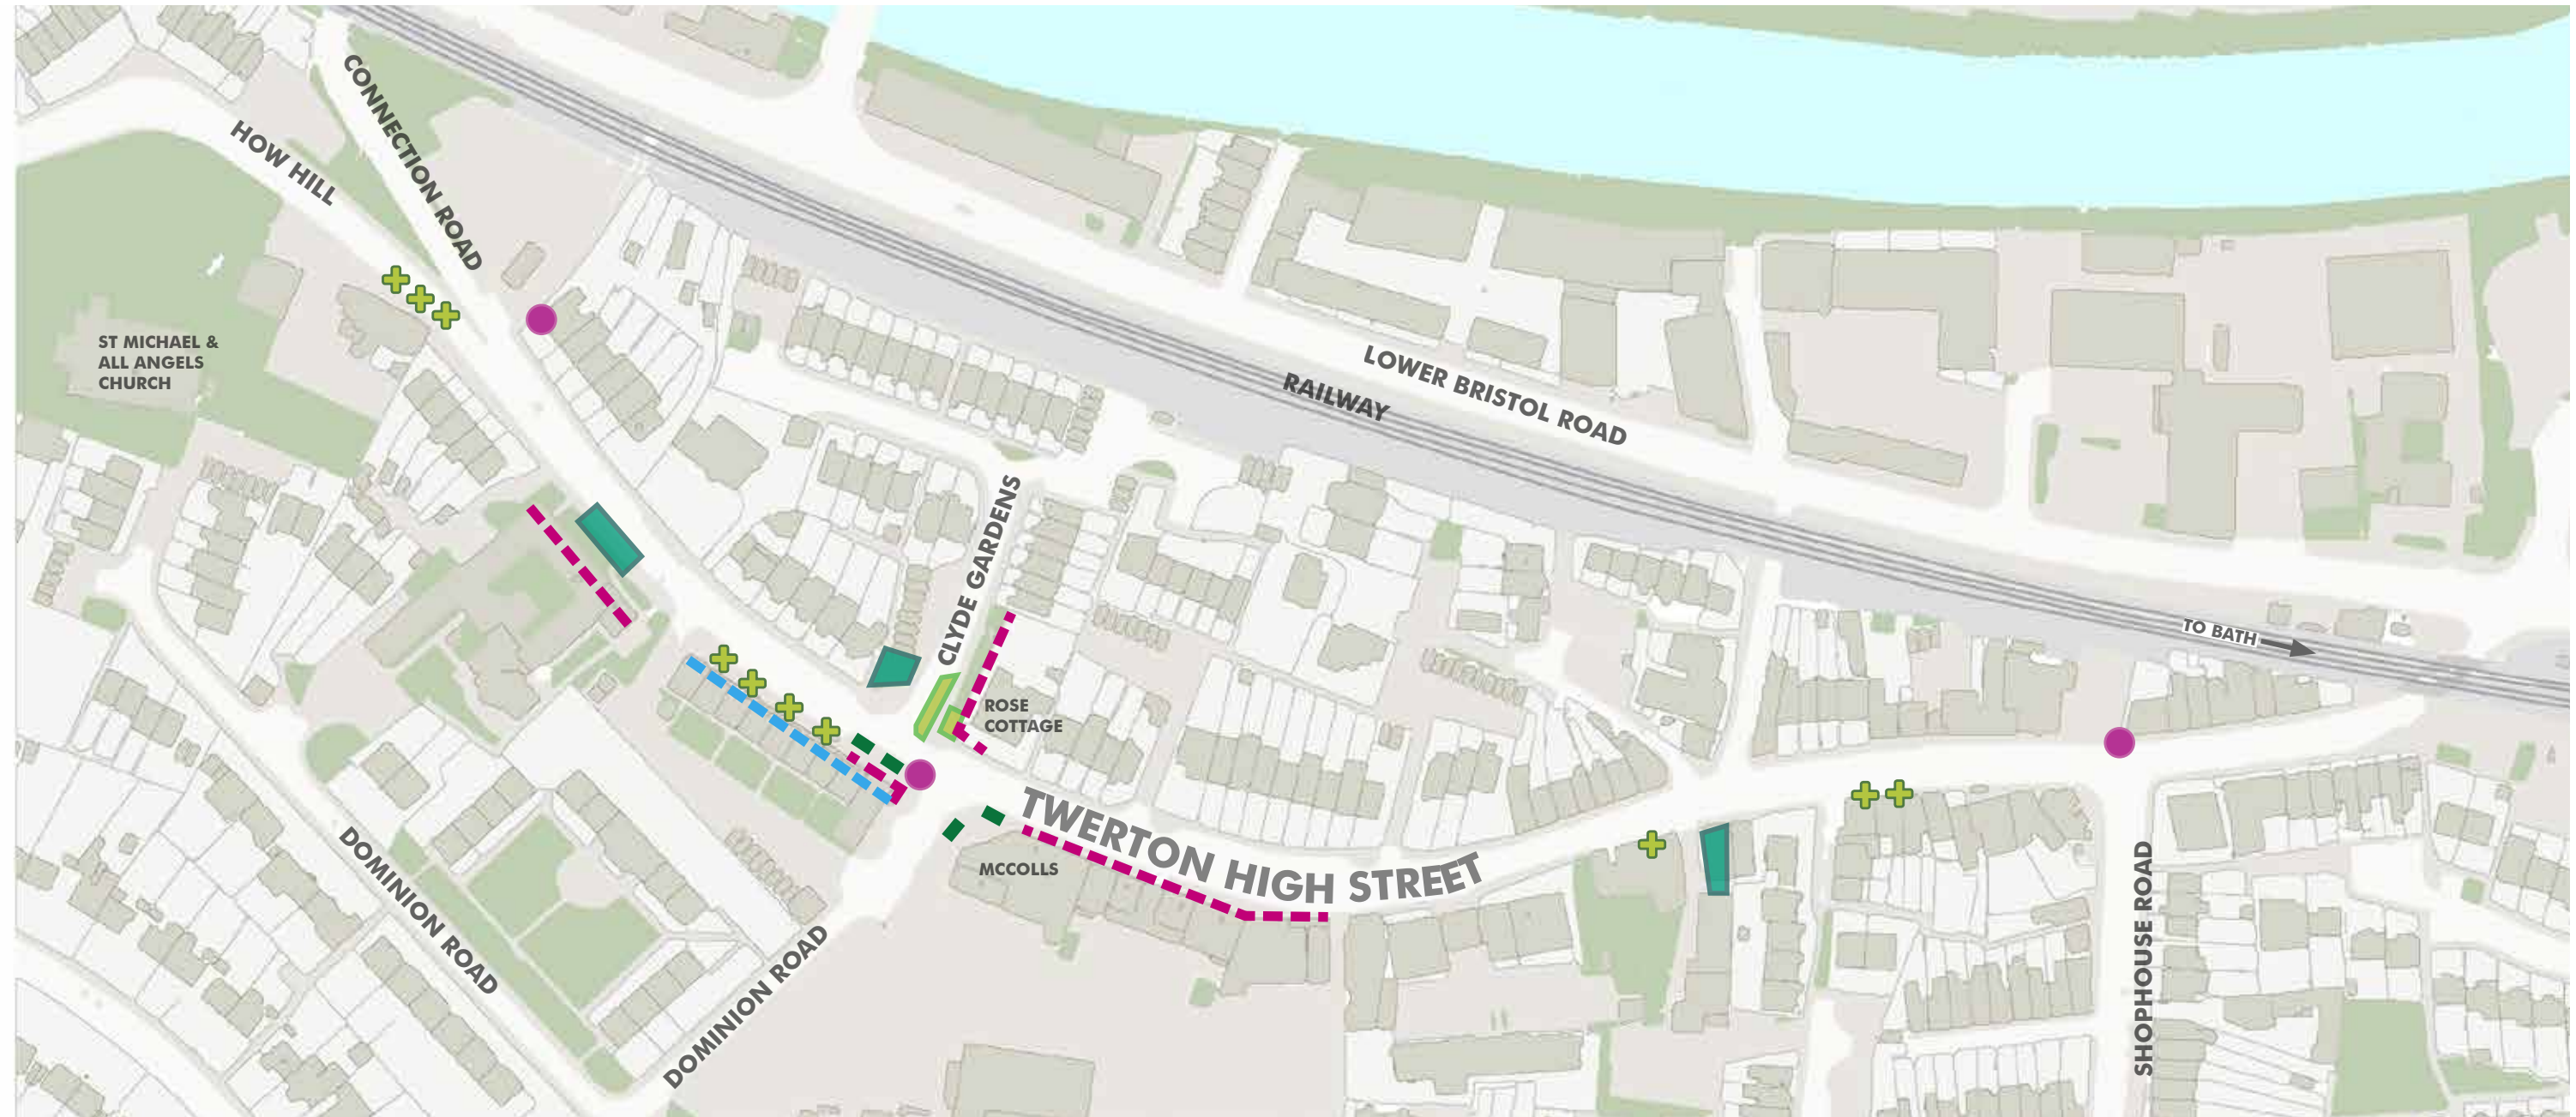 CONNECTION ROAD
HOW HILL
ST MICHAEL &
ALL ANGELS
CHURCH
LOWER BRISTOL ROAD
RAILWAY
CLYDE GARDENS
TO BATH
ROSE
COTTAGE
TWERTON HIGH STREET
MCCOLLS
DOMINION ROAD
DOMINION ROAD
SHOPHOUSE ROAD